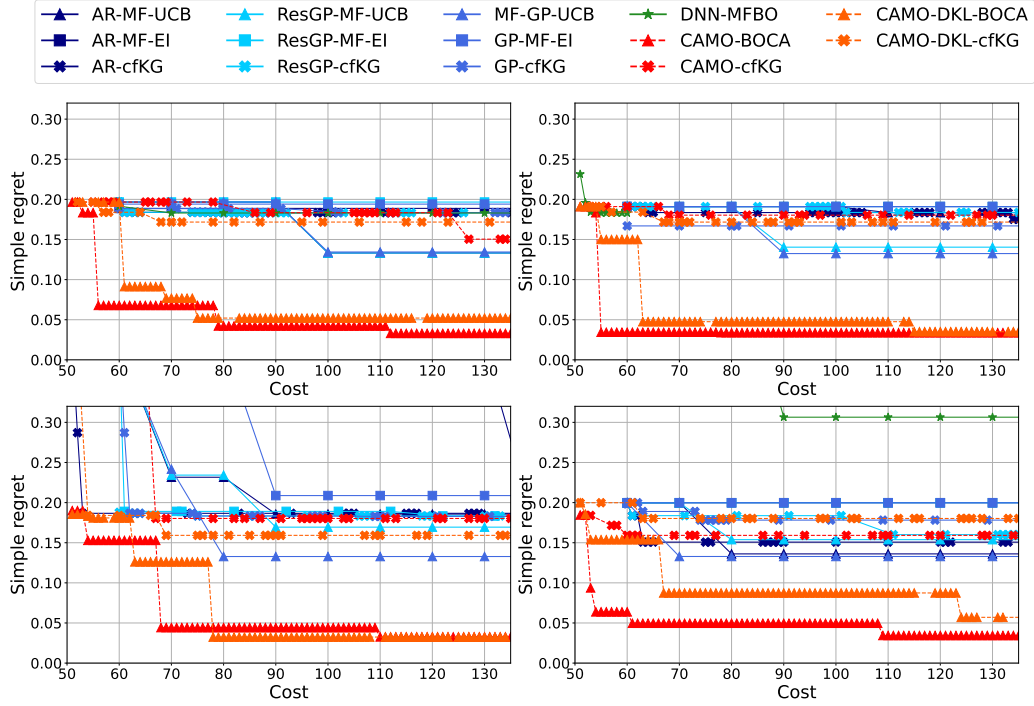 AR-MF-UCB ResGP-MF-UCB MF-GP-UCB DNN-MFBO CAMO-DKL-BOCA
AR-MF-EI ResGP-MF-EI GP-MF-EI CAMO-BOCA CAMO-DKL-cfKG
AR-cfKG ResGP-cfKG GP-cfKG CAMO-cfKG
Simple regret
0.30
0.25
0.20
0.15
0.10
0.05
0.00
50 60 70 80 90 100 110 120 130
Cost
Simple regret
0.30
0.25
0.20
0.15
0.10
0.05
0.00
50 60 70 80 90 100 110 120 130
Cost
Simple regret
0.30
0.25
0.20
0.15
0.10
0.05
0.00
50 60 70 80 90 100 110 120 130
Cost
Simple regret
0.30
0.25
0.20
0.15
0.10
0.05
0.00
50 60 70 80 90 100 110 120 130
Cost